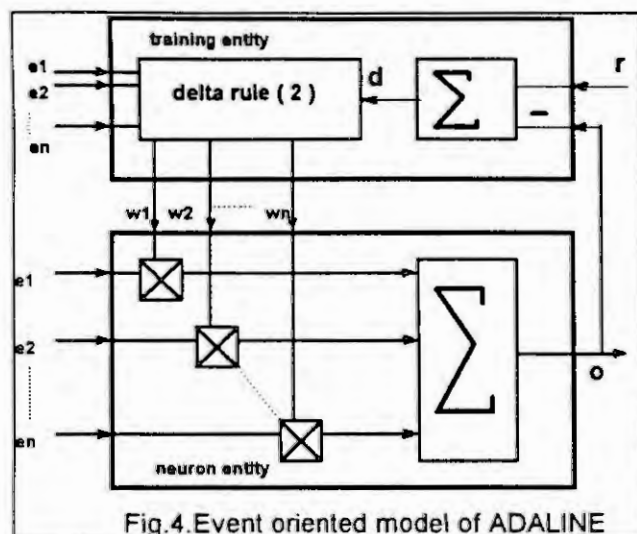 training entity
e1
e2
en
delta rule ( 2 )
d
Σ
r
−
w1 w2 wn
e1
e2
en
Σ
o
neuron entity
Fig.4.Event oriented model of ADALINE